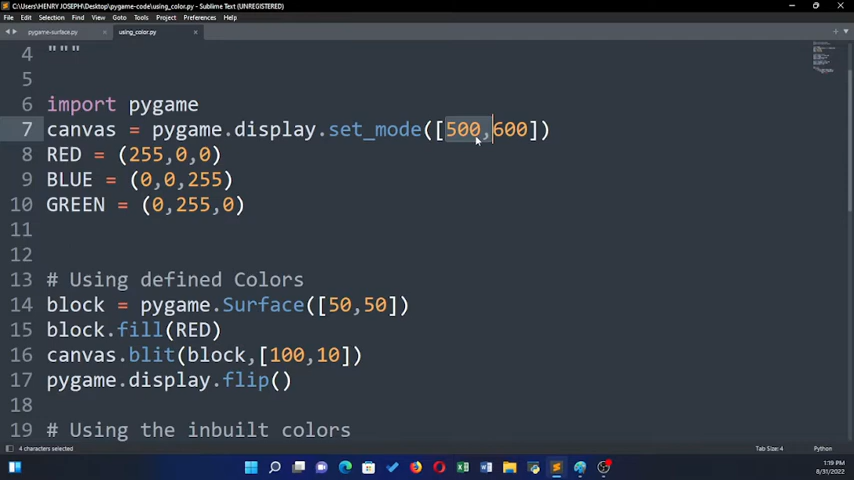 C:\Users\HENRY JOSEPH\Desktop\pygame-code\using_color.py - Sublime Text (UNREGISTERED)
File Edit Selection Find View Goto Tools Project Preferences Help
pygame-surface.py using_color.py
4 """
5
6 import pygame
7 canvas = pygame.display.set_mode([500,600])
8 RED = (255,0,0)
9 BLUE = (0,0,255)
10 GREEN = (0,255,0)
11
12
13 # Using defined Colors
14 block = pygame.Surface([50,50])
15 block.fill(RED)
16 canvas.blit(block,[100,10])
17 pygame.display.flip()
18
19 # Using the inbuilt colors
4 characters selected Tab Size: 4 Python
1:19 PM
8/31/2022